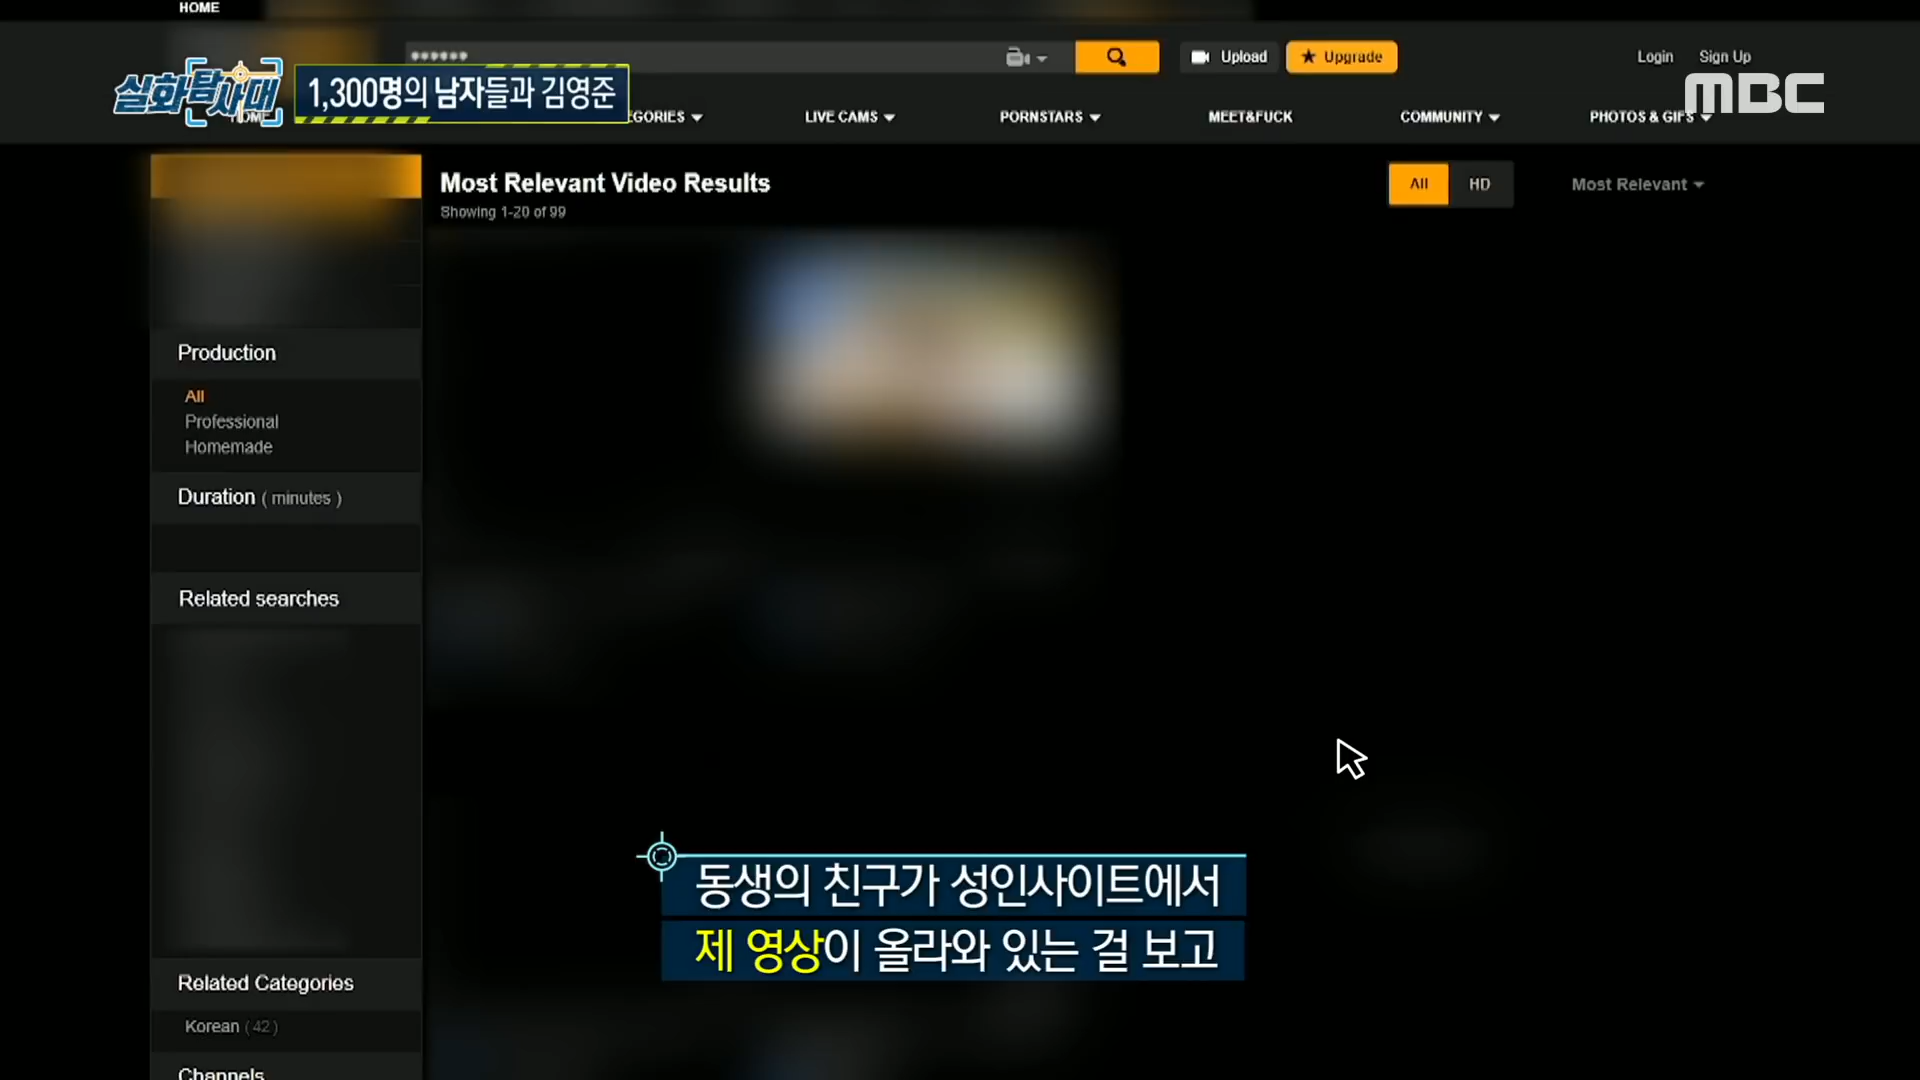 HOME
••••••
Upload
Upgrade
Login
Sign Up
MBC
실화탐사대
1,300명의 남자들과 김영준
HOME
EGORIES
LIVE CAMS
PORNSTARS
MEET&FUCK
COMMUNITY
PHOTOS & GIFS
Most Relevant Video Results
Showing 1-20 of 99
All
HD
Most Relevant
Production
All
Professional
Homemade
Duration ( minutes )
Related searches
Related Categories
Korean ( 42 )
Channels
동생의 친구가 성인사이트에서
제 영상이 올라와 있는 걸 보고